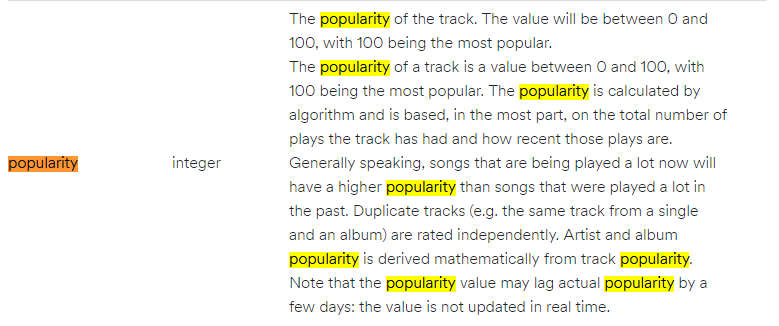 The popularity of the track. The value will be between 0 and
100, with 100 being the most popular.
The popularity of a track is a value between 0 and 100, with
100 being the most popular. The popularity is calculated by
algorithm and is based, in the most part, on the total number of
plays the track has had and how recent those plays are.
popularity integer Generally speaking, songs that are being played a lot now will
have a higher popularity than songs that were played a lot in
the past. Duplicate tracks (e.g. the same track from a single
and an album) are rated independently. Artist and album
popularity is derived mathematically from track popularity.
Note that the popularity value may lag actual popularity by a
few days: the value is not updated in real time.